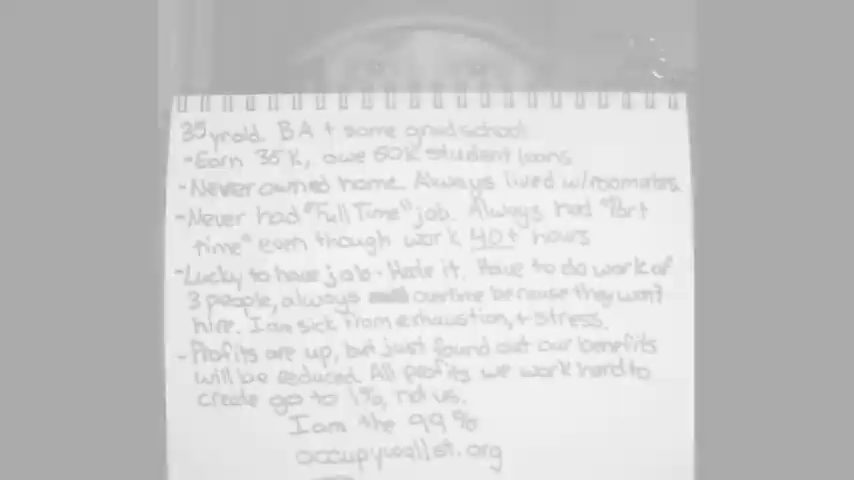 35 yr old. BA + some grad school
- Earn 35K, owe 60K student loans
- Never owned home. Always lived w/roomates.
- Never had "Full Time" job. Always had "Part
time" even though work 40+ hours
- Lucky to have job - Hate it. Have to do work of
3 people, always overtime because they won't
hire. I am sick from exhaustion, + stress.
- Profits are up, but just found out our benefits
will be reduced. All profits we work hard to
create go to 1%, not us.
I am the 99%
occupywallst.org